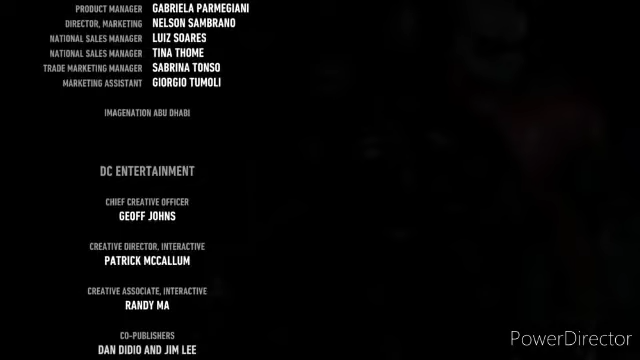 PRODUCT MANAGER GABRIELA PARMEGIANI
DIRECTOR, MARKETING NELSON SAMBRANO
NATIONAL SALES MANAGER LUIZ SOARES
NATIONAL SALES MANAGER TINA THOME
TRADE MARKETING MANAGER SABRINA TONSO
MARKETING ASSISTANT GIORGIO TUMOLI
IMAGENATION ABU DHABI
DC ENTERTAINMENT
CHIEF CREATIVE OFFICER
GEOFF JOHNS
CREATIVE DIRECTOR, INTERACTIVE
PATRICK MCCALLUM
CREATIVE ASSOCIATE, INTERACTIVE
RANDY MA
CO-PUBLISHERS
DAN DIDIO AND JIM LEE
PowerDirector